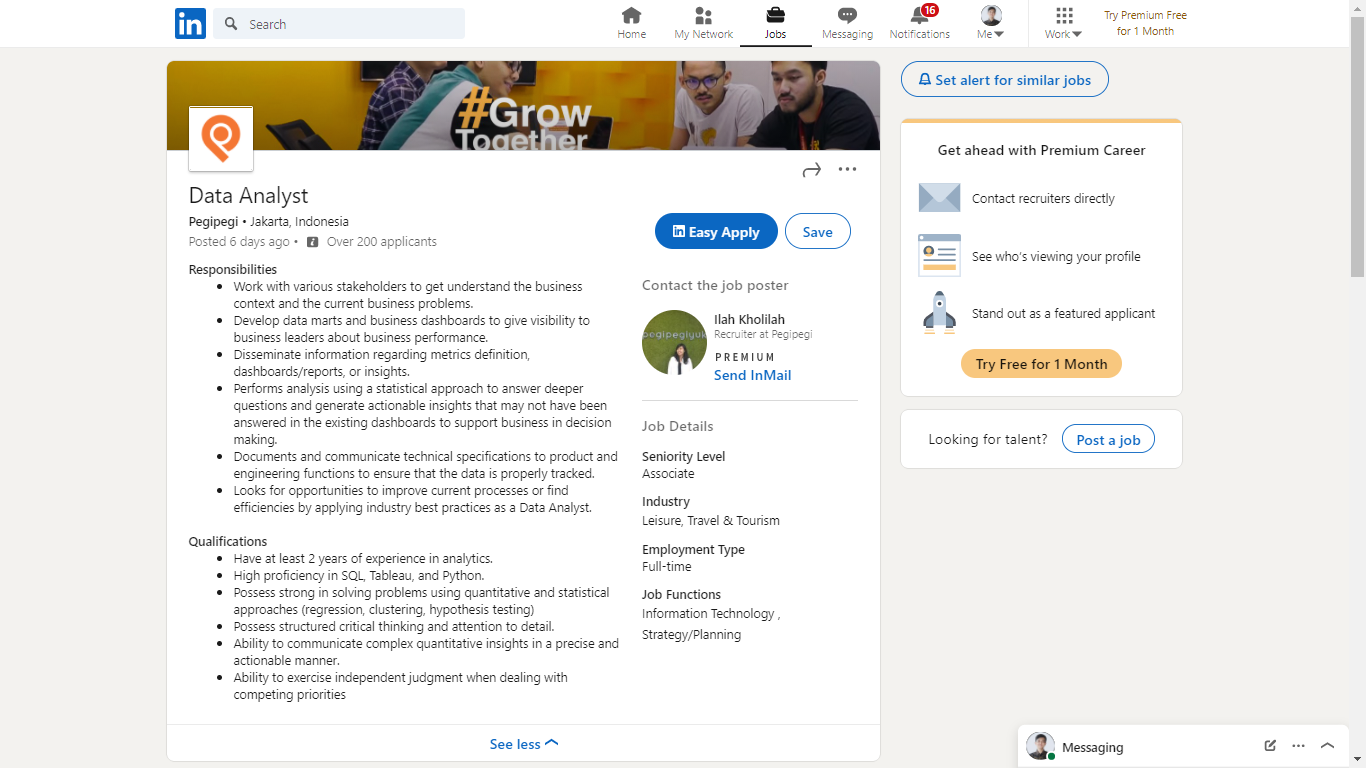 in
Search
Home
My Network
Jobs
Messaging
16
Notifications
Me
Work
Try Premium Free
for 1 Month
#Grow
Together
Data Analyst
Pegipegi • Jakarta, Indonesia
Posted 6 days ago • Over 200 applicants
in Easy Apply
Save
Responsibilities
• Work with various stakeholders to get understand the business
context and the current business problems.
• Develop data marts and business dashboards to give visibility to
business leaders about business performance.
• Disseminate information regarding metrics definition,
dashboards/reports, or insights.
• Performs analysis using a statistical approach to answer deeper
questions and generate actionable insights that may not have been
answered in the existing dashboards to support business in decision
making.
• Documents and communicate technical specifications to product and
engineering functions to ensure that the data is properly tracked.
• Looks for opportunities to improve current processes or find
efficiencies by applying industry best practices as a Data Analyst.
Qualifications
• Have at least 2 years of experience in analytics.
• High proficiency in SQL, Tableau, and Python.
• Possess strong in solving problems using quantitative and statistical
approaches (regression, clustering, hypothesis testing)
• Possess structured critical thinking and attention to detail.
• Ability to communicate complex quantitative insights in a precise and
actionable manner.
• Ability to exercise independent judgment when dealing with
competing priorities
See less
Contact the job poster
pegipegiyuk
Ilah Kholilah
Recruiter at Pegipegi
PREMIUM
Send InMail
Job Details
Seniority Level
Associate
Industry
Leisure, Travel & Tourism
Employment Type
Full-time
Job Functions
Information Technology ,
Strategy/Planning
Set alert for similar jobs
Get ahead with Premium Career
Contact recruiters directly
See who's viewing your profile
Stand out as a featured applicant
Try Free for 1 Month
Looking for talent?
Post a job
Messaging